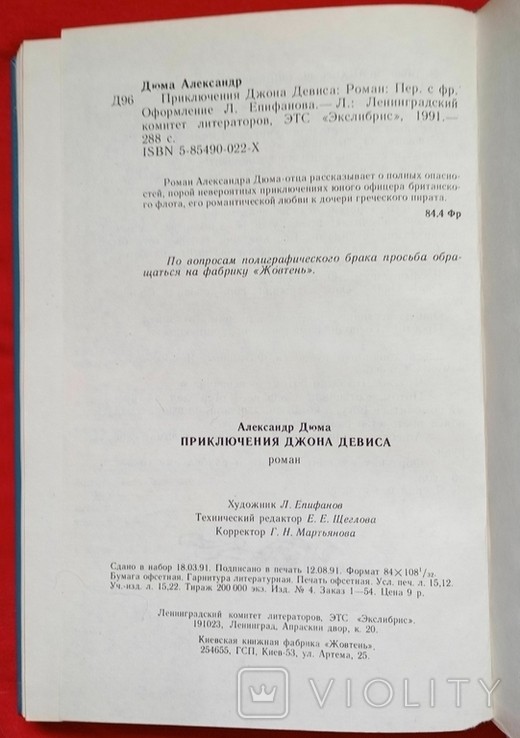 Дюма Александр
Д96 Приключения Джона Девиса: Роман: Пер. с фр.
Оформление Л. Епифанова.— Л.: Ленинградский
комитет литераторов, ЭТС «Экслибрис», 1991.—
288 с.
ISBN 5-85490-022-X
Роман Александра Дюма-отца рассказывает о полных опасно-
стей, порой невероятных приключениях юного офицера британско-
го флота, его романтической любви к дочери греческого пирата.
84.4 Фр
По вопросам полиграфического брака просьба обра-
щаться на фабрику «Жовтень».
Александр Дюма
ПРИКЛЮЧЕНИЯ ДЖОНА ДЕВИСА
роман
Художник Л. Епифанов
Технический редактор Е. Е. Щеглова
Корректор Г. Н. Мартьянова
Сдано в набор 18.03.91. Подписано в печать 12.08.91. Формат 84×108¹/₃₂.
Бумага офсетная. Гарнитура литературная. Печать офсетная. Усл. печ. л. 15,12.
Уч.-изд. л. 15,22. Тираж 200 000 экз. Изд. № 4. Заказ 1—54. Цена 9 р.
Ленинградский комитет литераторов, ЭТС «Экслибрис».
191023, Ленинград, Апраксин двор, к. 20.
Киевская книжная фабрика «Жовтень»,
254655, ГСП, Киев-53, ул. Артема, 25.
VIOLITY